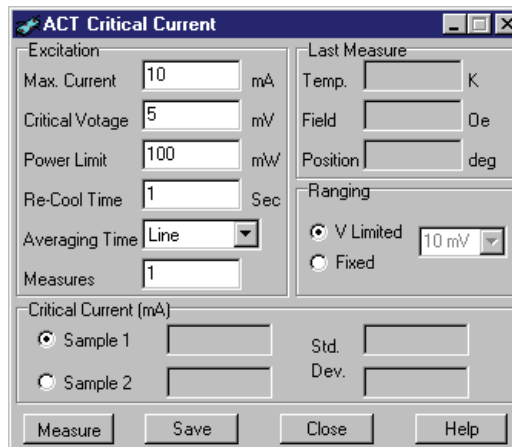 ACT Critical Current
Excitation
Max. Current 10 mA
Critical Votage 5 mV
Power Limit 100 mW
Re-Cool Time 1 Sec
Averaging Time Line
Measures 1
Last Measure
Temp. K
Field Oe
Position deg
Ranging
V Limited 10 mV
Fixed
Critical Current (mA)
Sample 1
Sample 2
Std.
Dev.
Measure Save Close Help